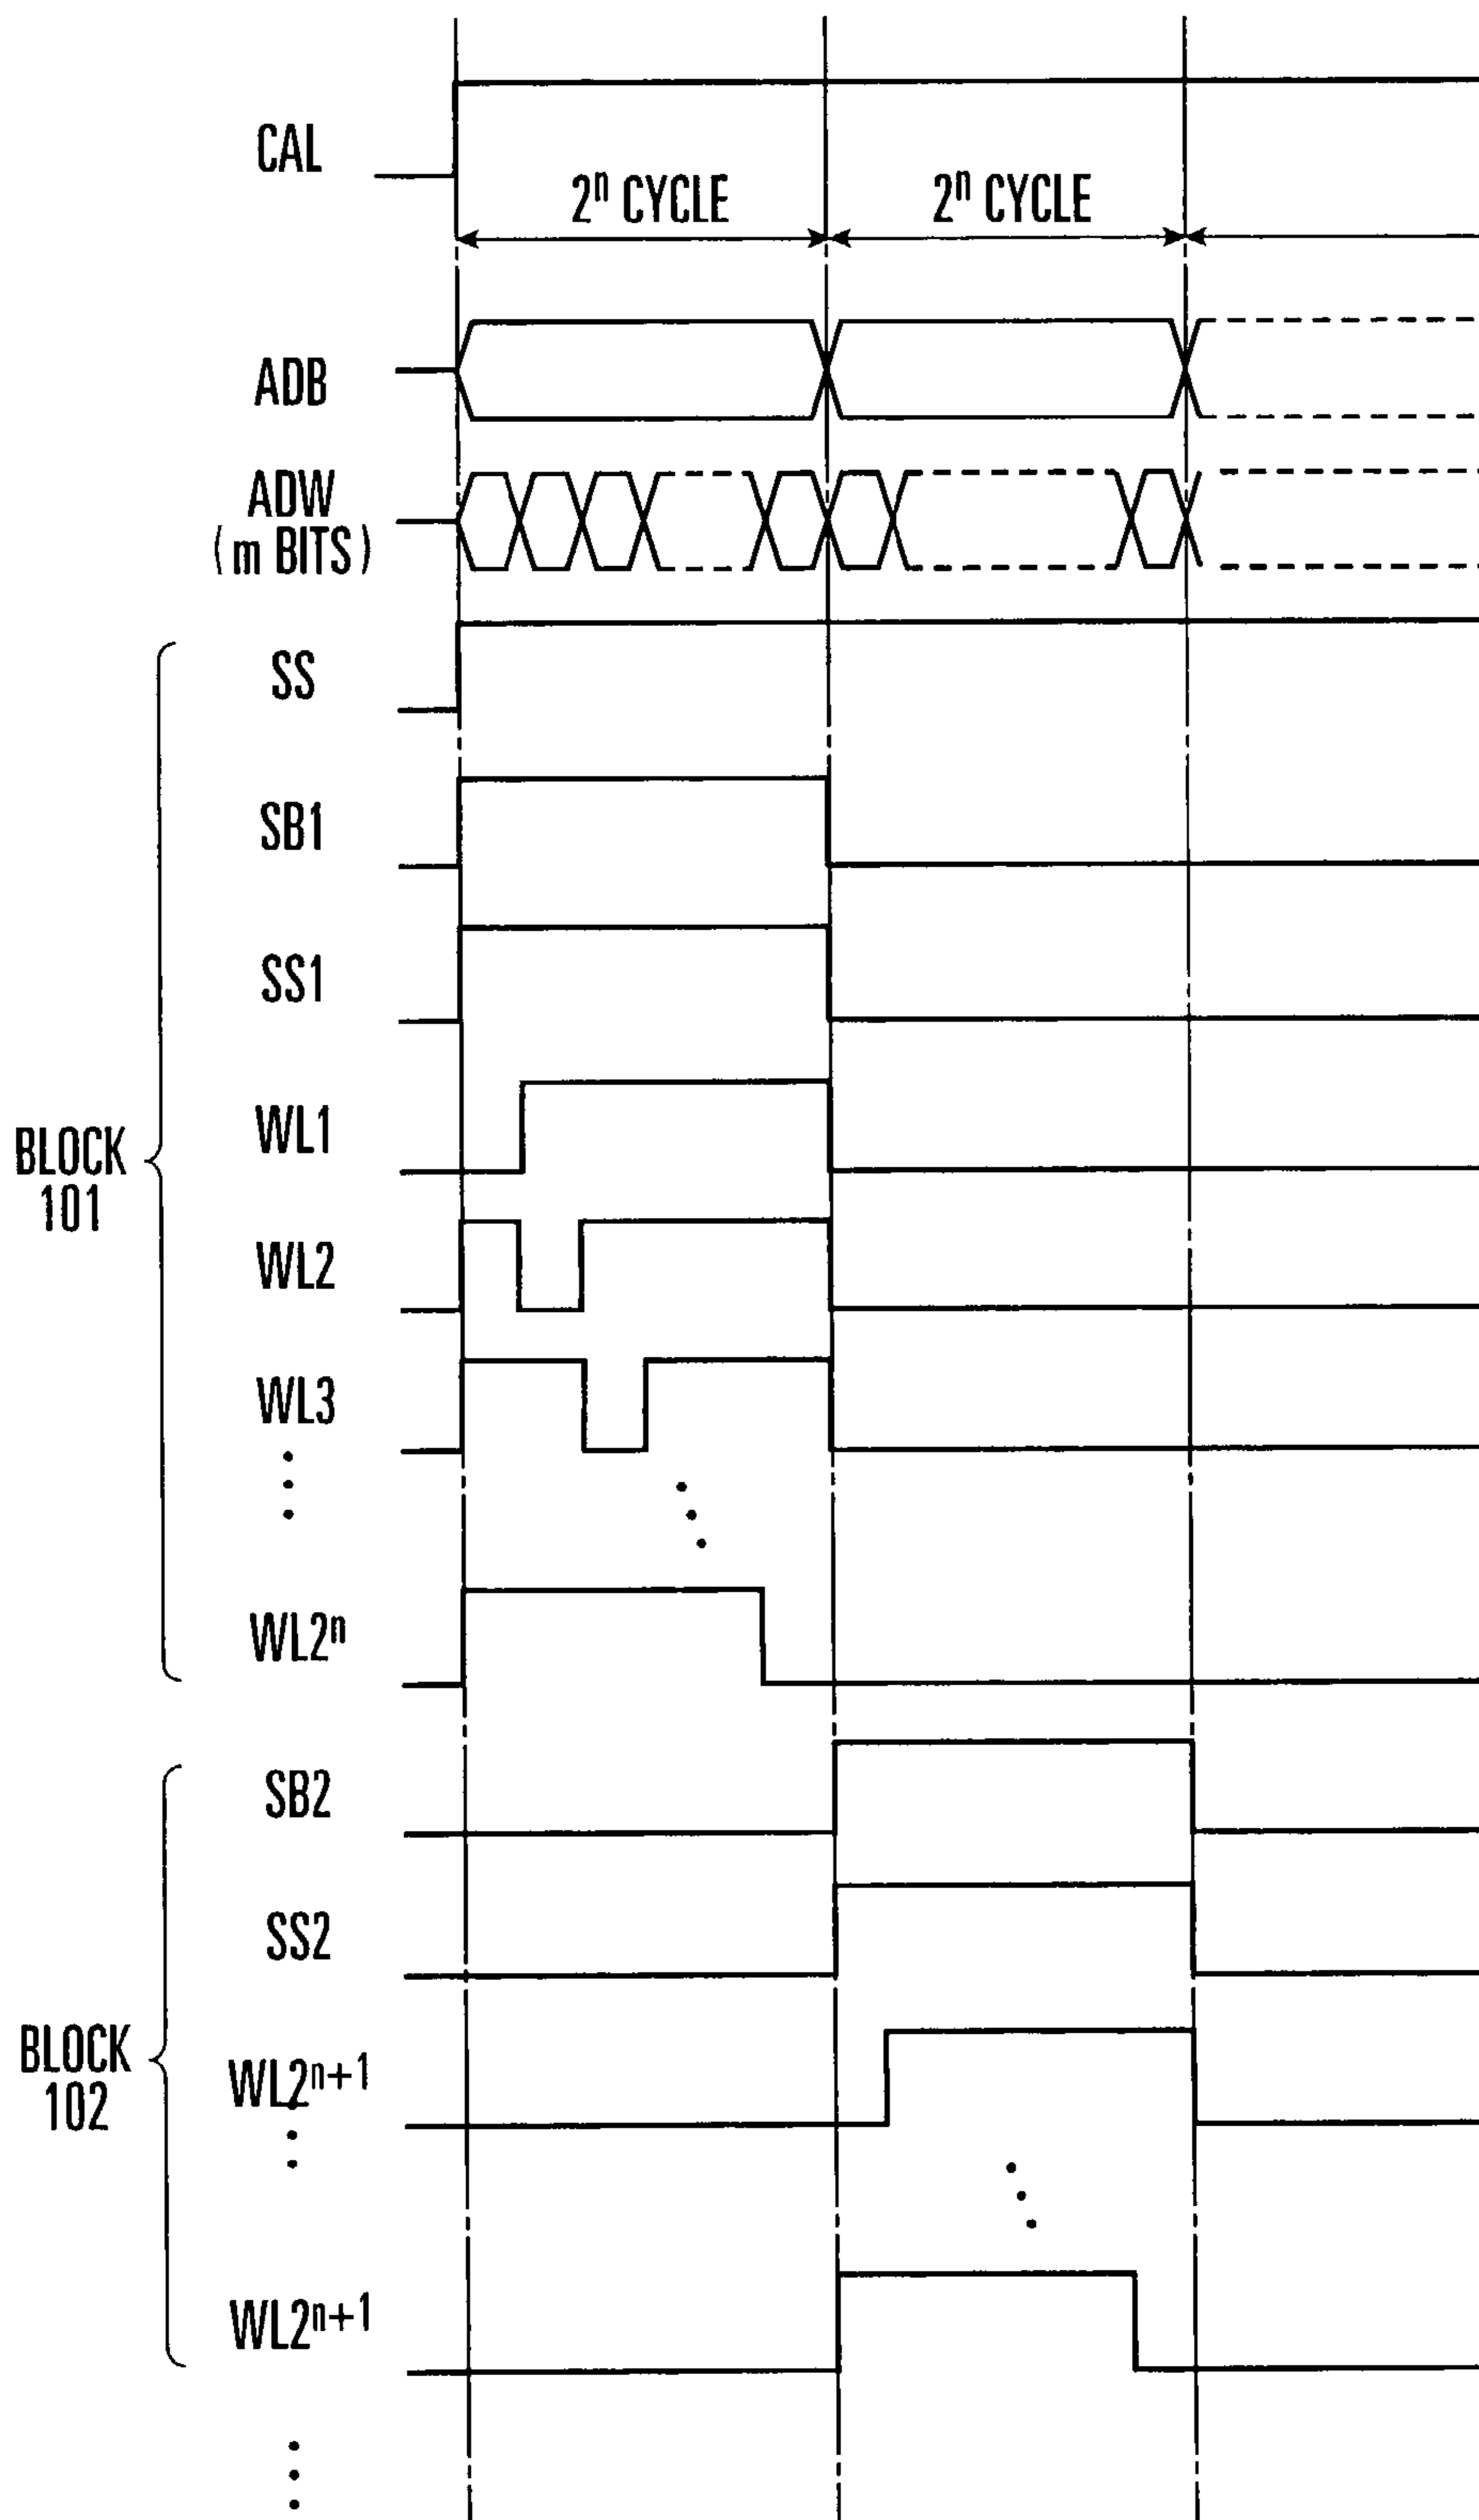 CAL
2ⁿ CYCLE
2ⁿ CYCLE
ADB
ADW
( m BITS )
SS
SB1
SS1
WL1
BLOCK
101
WL2
WL3
WL2ⁿ
SB2
SS2
BLOCK
102
WL2ⁿ⁺¹
WL2ⁿ⁺¹